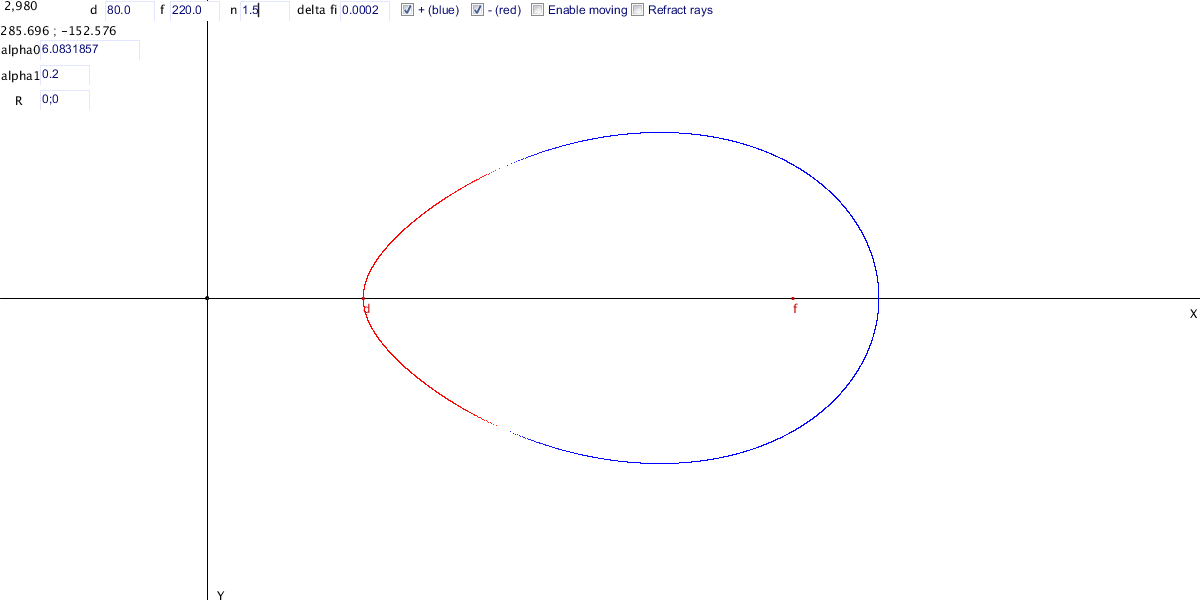 2,980 d 80.0 f 220.0 n 1.5 delta fi 0.0002 + (blue) - (red) Enable moving Refract rays
285.696 ; -152.576
alpha0 6.0831857
alpha1 0.2
R 0;0
d f
X
Y